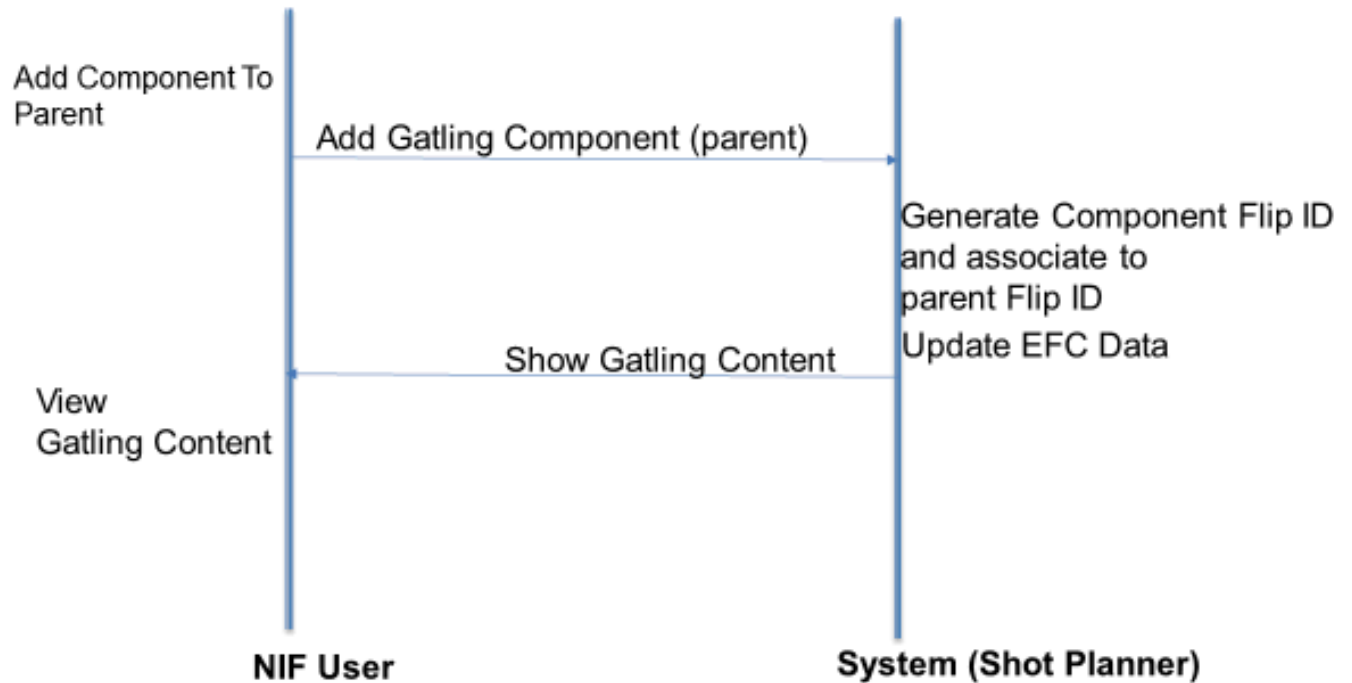 Add Component To
Parent
Add Gatling Component (parent)
Generate Component Flip ID
and associate to
parent Flip ID
Update EFC Data
Show Gatling Content
View
Gatling Content
NIF User
System (Shot Planner)